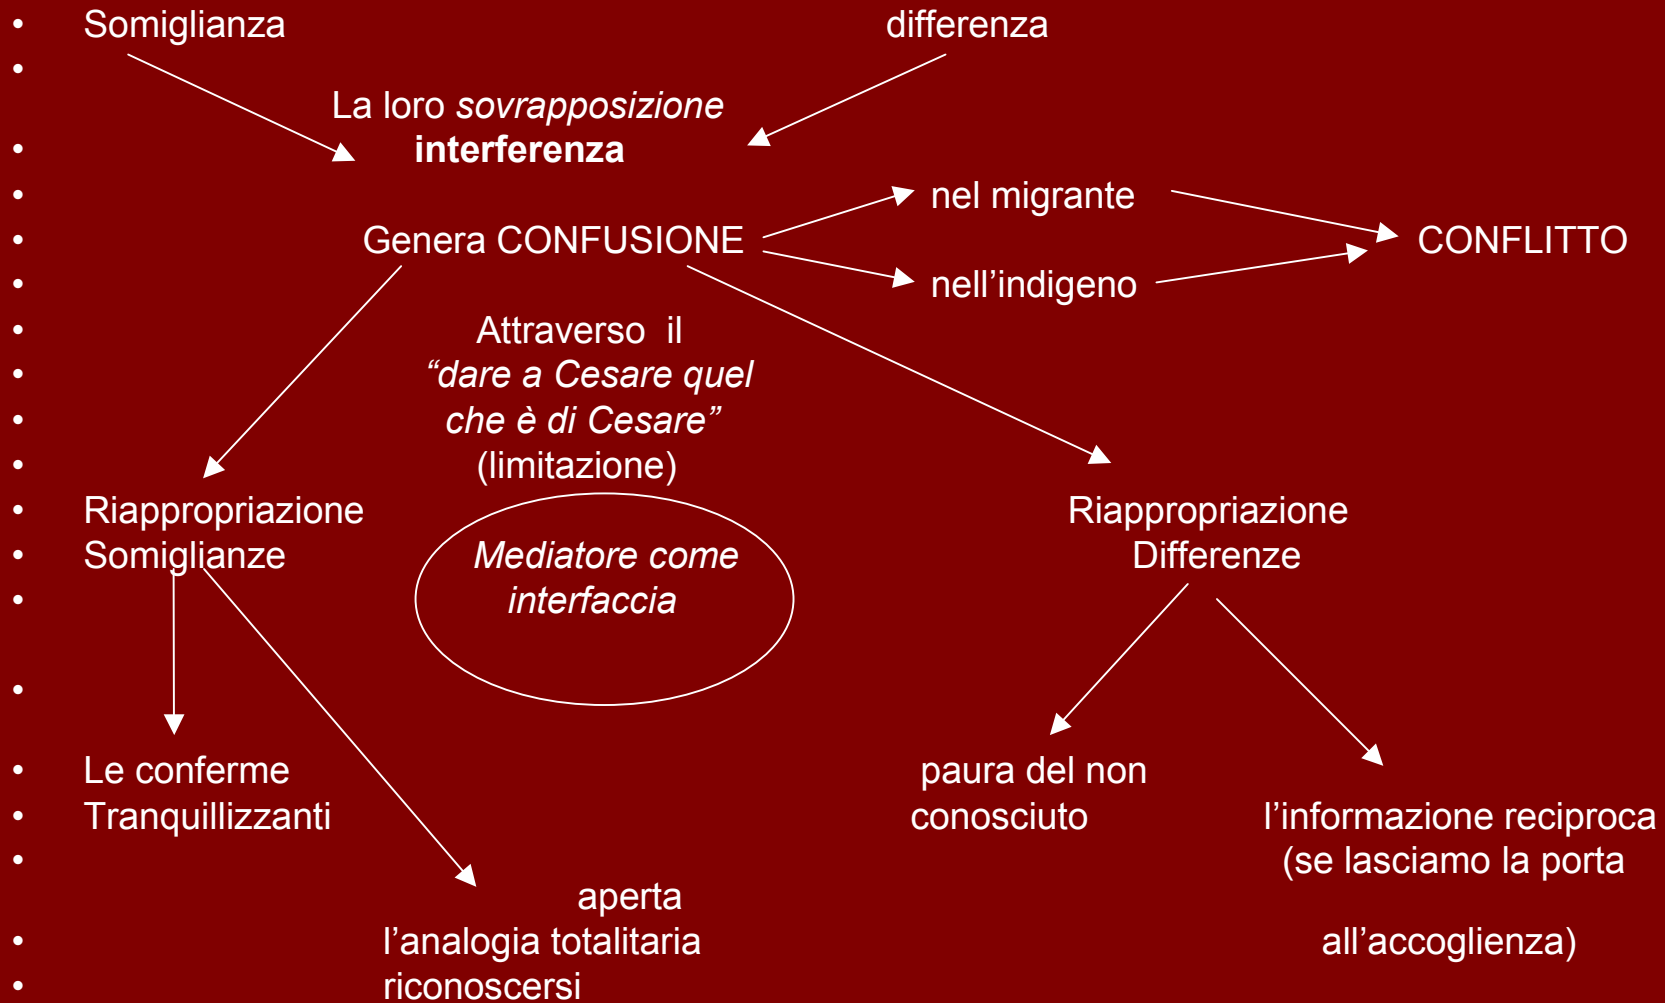 • Somiglianza differenza
•
La loro sovrapposizione
• interferenza
• nel migrante
• Genera CONFUSIONE CONFLITTO
• nell’indigeno
• Attraverso il
• “dare a Cesare quel
• che è di Cesare”
• (limitazione)
• Riappropriazione Riappropriazione
• Somiglianze Mediatore come Differenze
• interfaccia
•
• Le conferme paura del non
• Tranquillizzanti conosciuto l’informazione reciproca
• (se lasciamo la porta
aperta
• l’analogia totalitaria all’accoglienza)
• riconoscersi